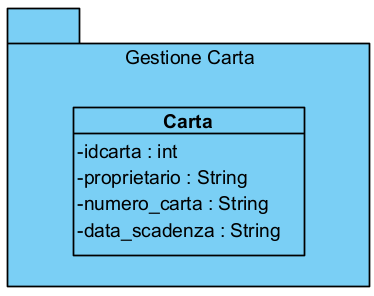 Gestione Carta
Carta
-idcarta : int
-proprietario : String
-numero_carta : String
-data_scadenza : String